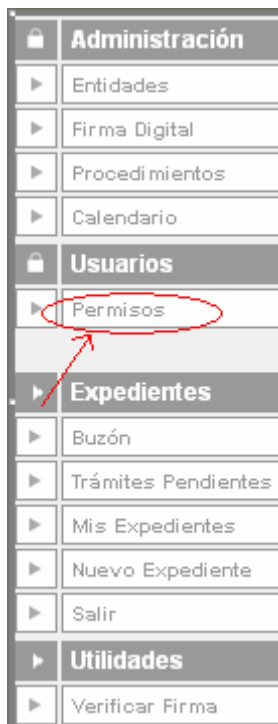 Administración
Entidades
Firma Digital
Procedimientos
Calendario
Usuarios
Permisos
Expedientes
Buzón
Trámites Pendientes
Mis Expedientes
Nuevo Expediente
Salir
Utilidades
Verificar Firma